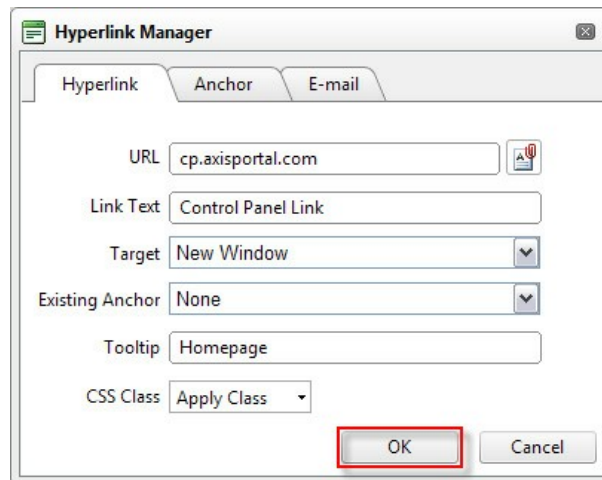 Hyperlink Manager
Hyperlink Anchor E-mail
URL cp.axisportal.com
Link Text Control Panel Link
Target New Window
Existing Anchor None
Tooltip Homepage
CSS Class Apply Class
OK Cancel